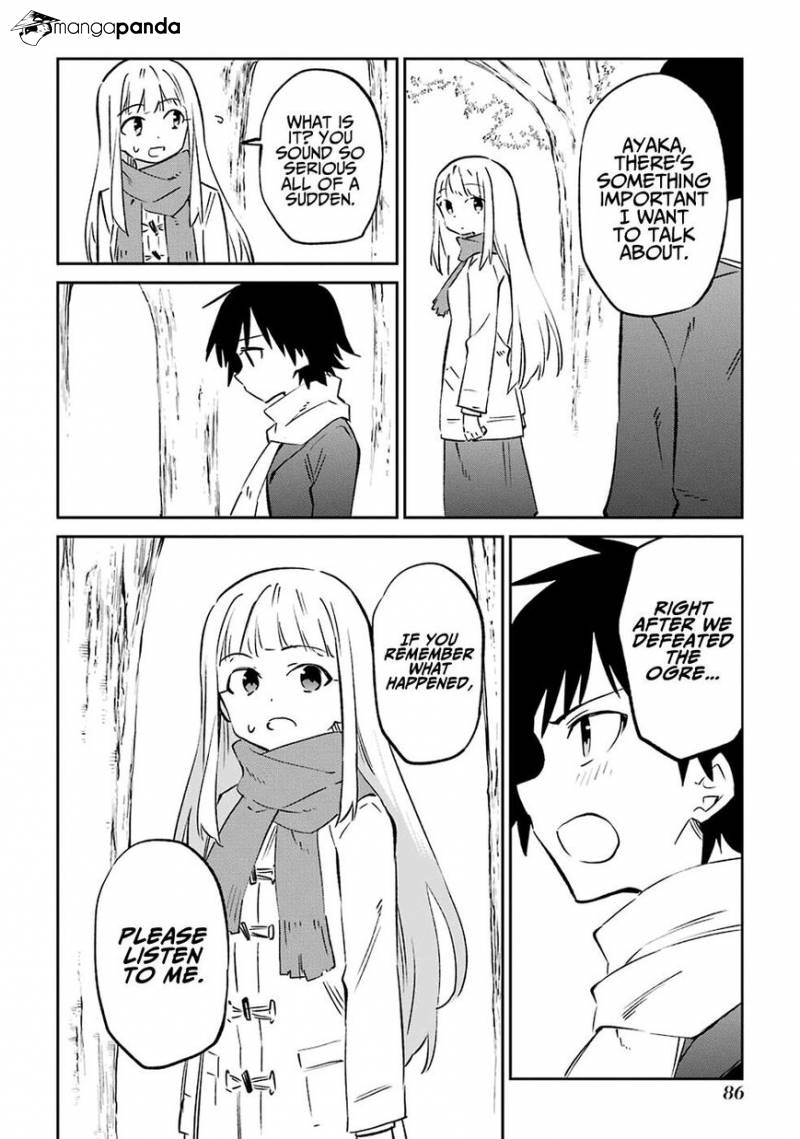 mangapanda
AYAKA,
THERE'S
SOMETHING
IMPORTANT
I WANT
TO TALK
ABOUT.
WHAT IS
IT? YOU
SOUND SO
SERIOUS
ALL OF A
SUDDEN.
RIGHT
AFTER WE
DEFEATED
THE
OGRE...
IF YOU
REMEMBER
WHAT
HAPPENED,
PLEASE
LISTEN
TO ME.
86